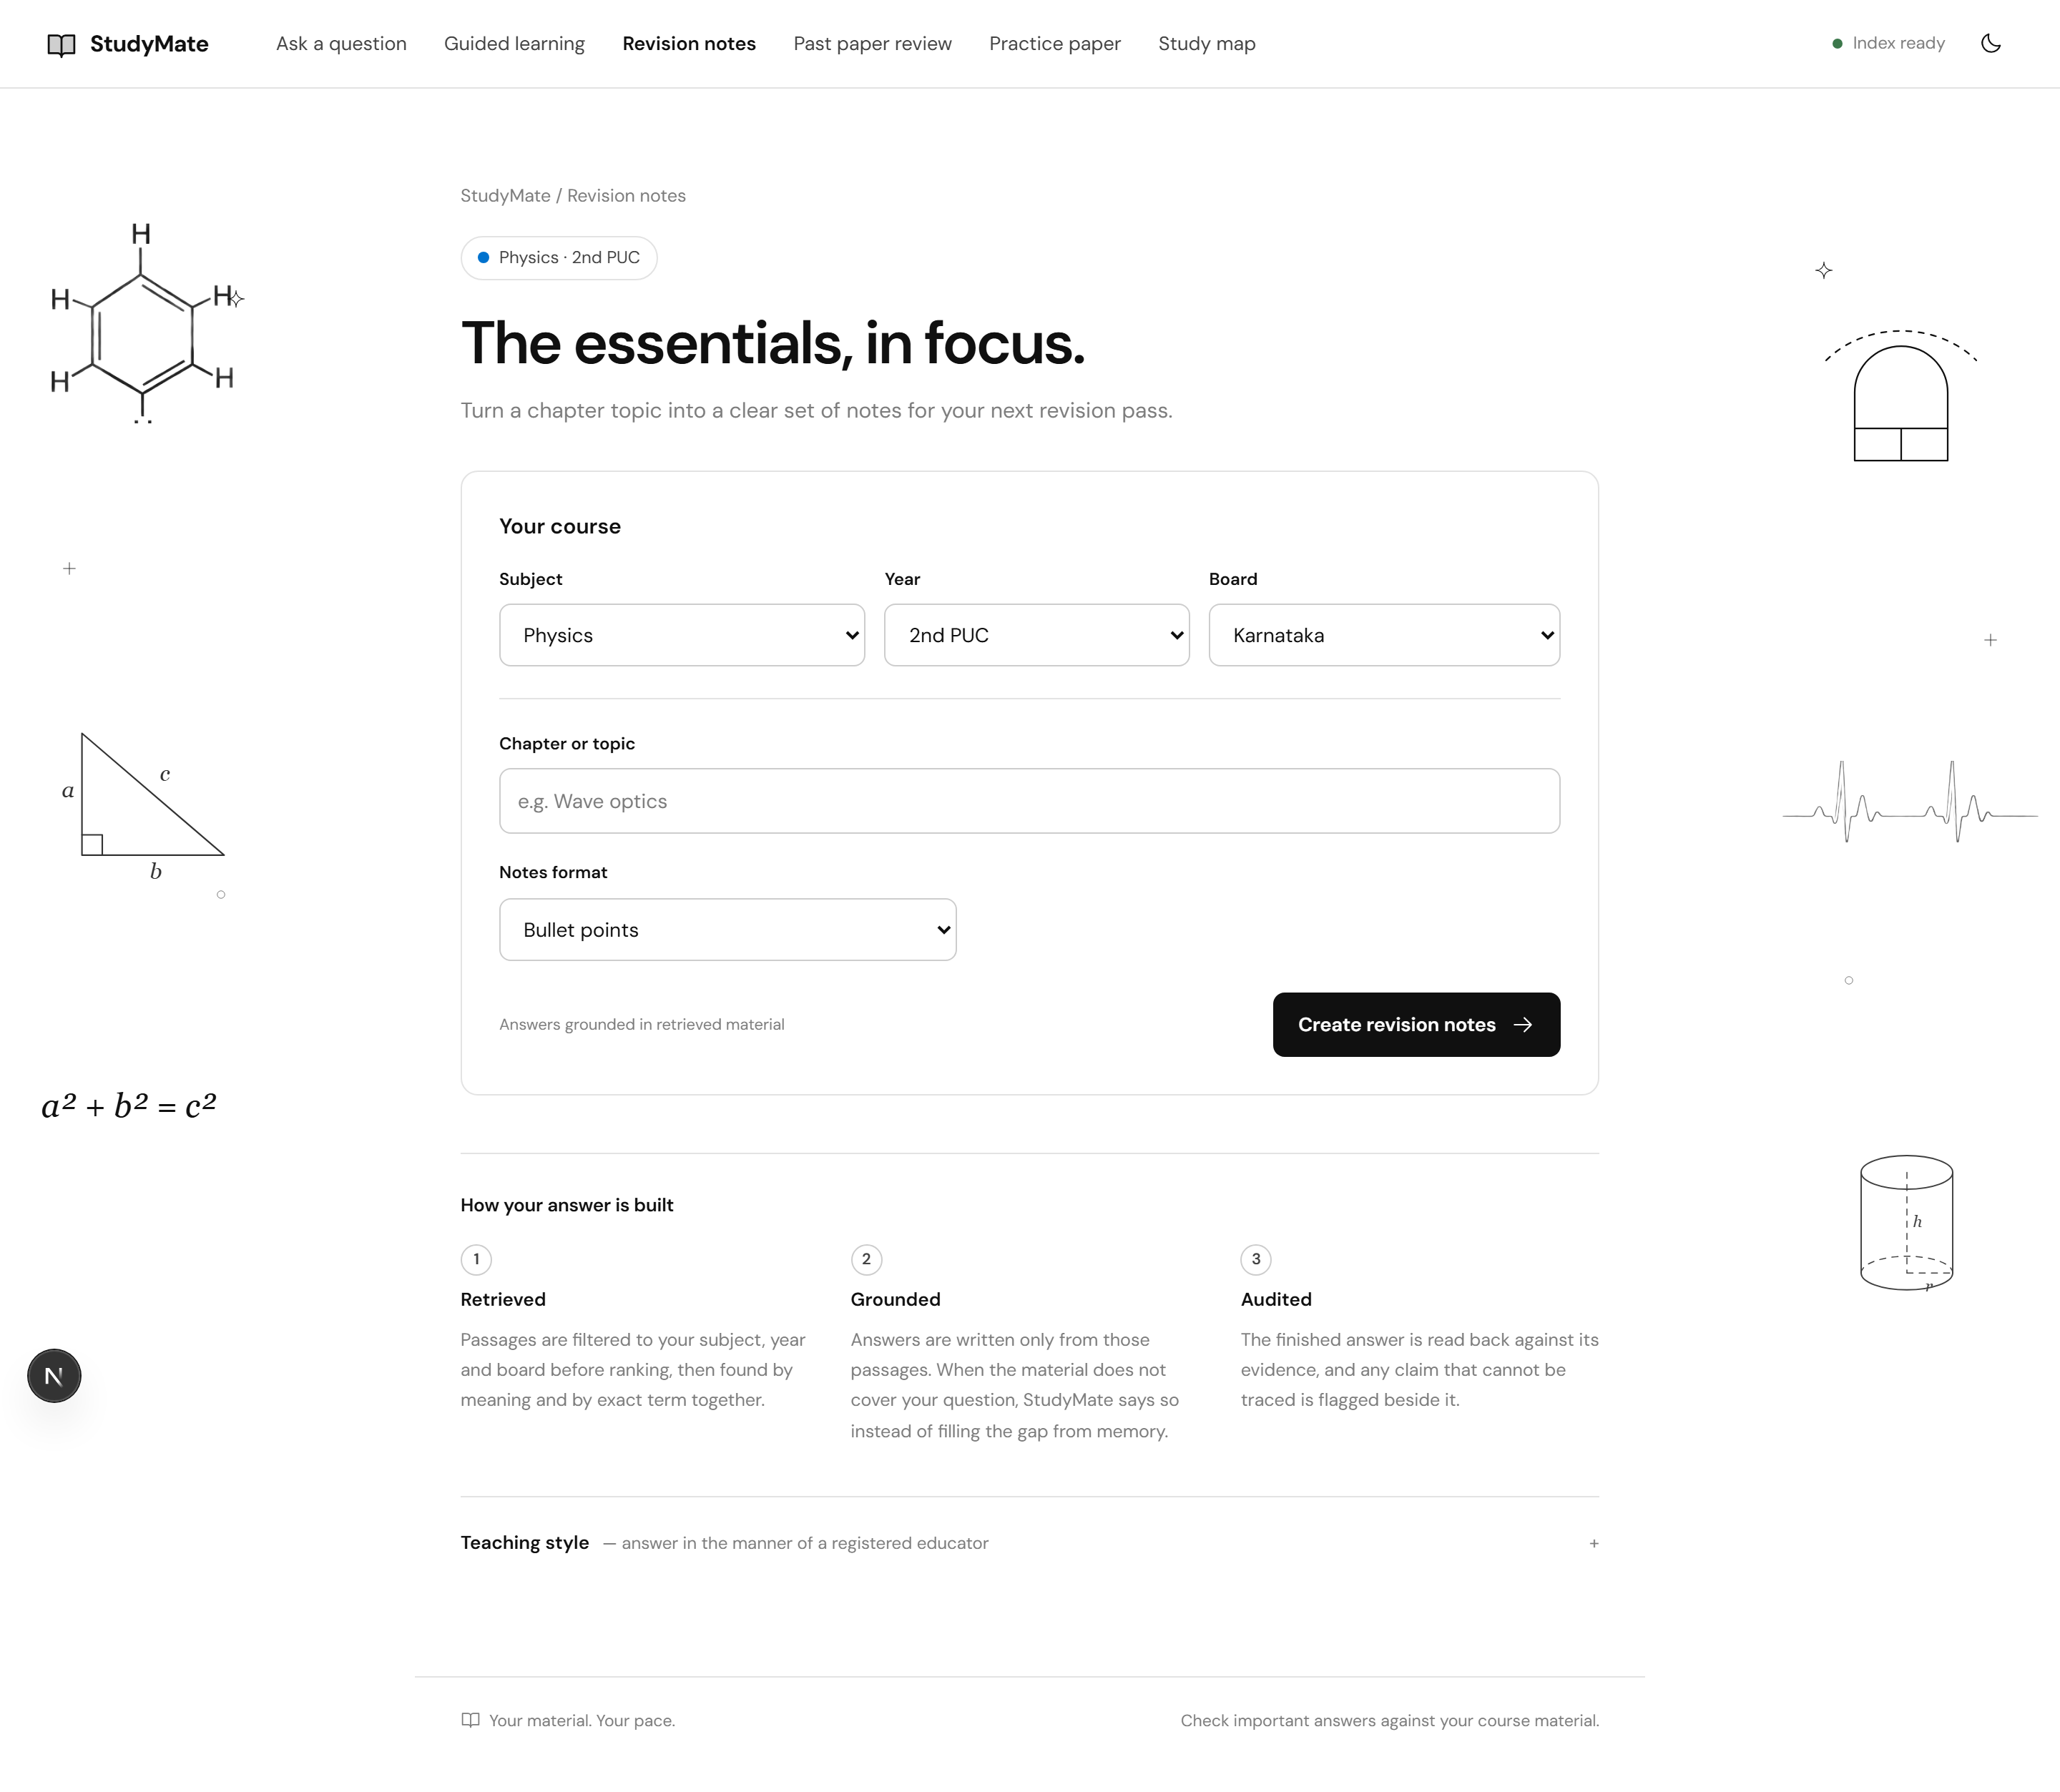 StudyMate
Ask a question
Guided learning
Revision notes
Past paper review
Practice paper
Study map
Index ready
StudyMate / Revision notes
Physics · 2nd PUC
The essentials, in focus.
Turn a chapter topic into a clear set of notes for your next revision pass.
Your course
Subject
Year
Board
Physics
2nd PUC
Karnataka
Chapter or topic
e.g. Wave optics
Notes format
Bullet points
Answers grounded in retrieved material
Create revision notes →
How your answer is built
1
Retrieved
Passages are filtered to your subject, year
and board before ranking, then found by
meaning and by exact term together.
2
Grounded
Answers are written only from those
passages. When the material does not
cover your question, StudyMate says so
instead of filling the gap from memory.
3
Audited
The finished answer is read back against its
evidence, and any claim that cannot be
traced is flagged beside it.
Teaching style — answer in the manner of a registered educator +
Your material. Your pace.
Check important answers against your course material.
H
H
H
H
H
a
c
b
a² + b² = c²
N
h
r